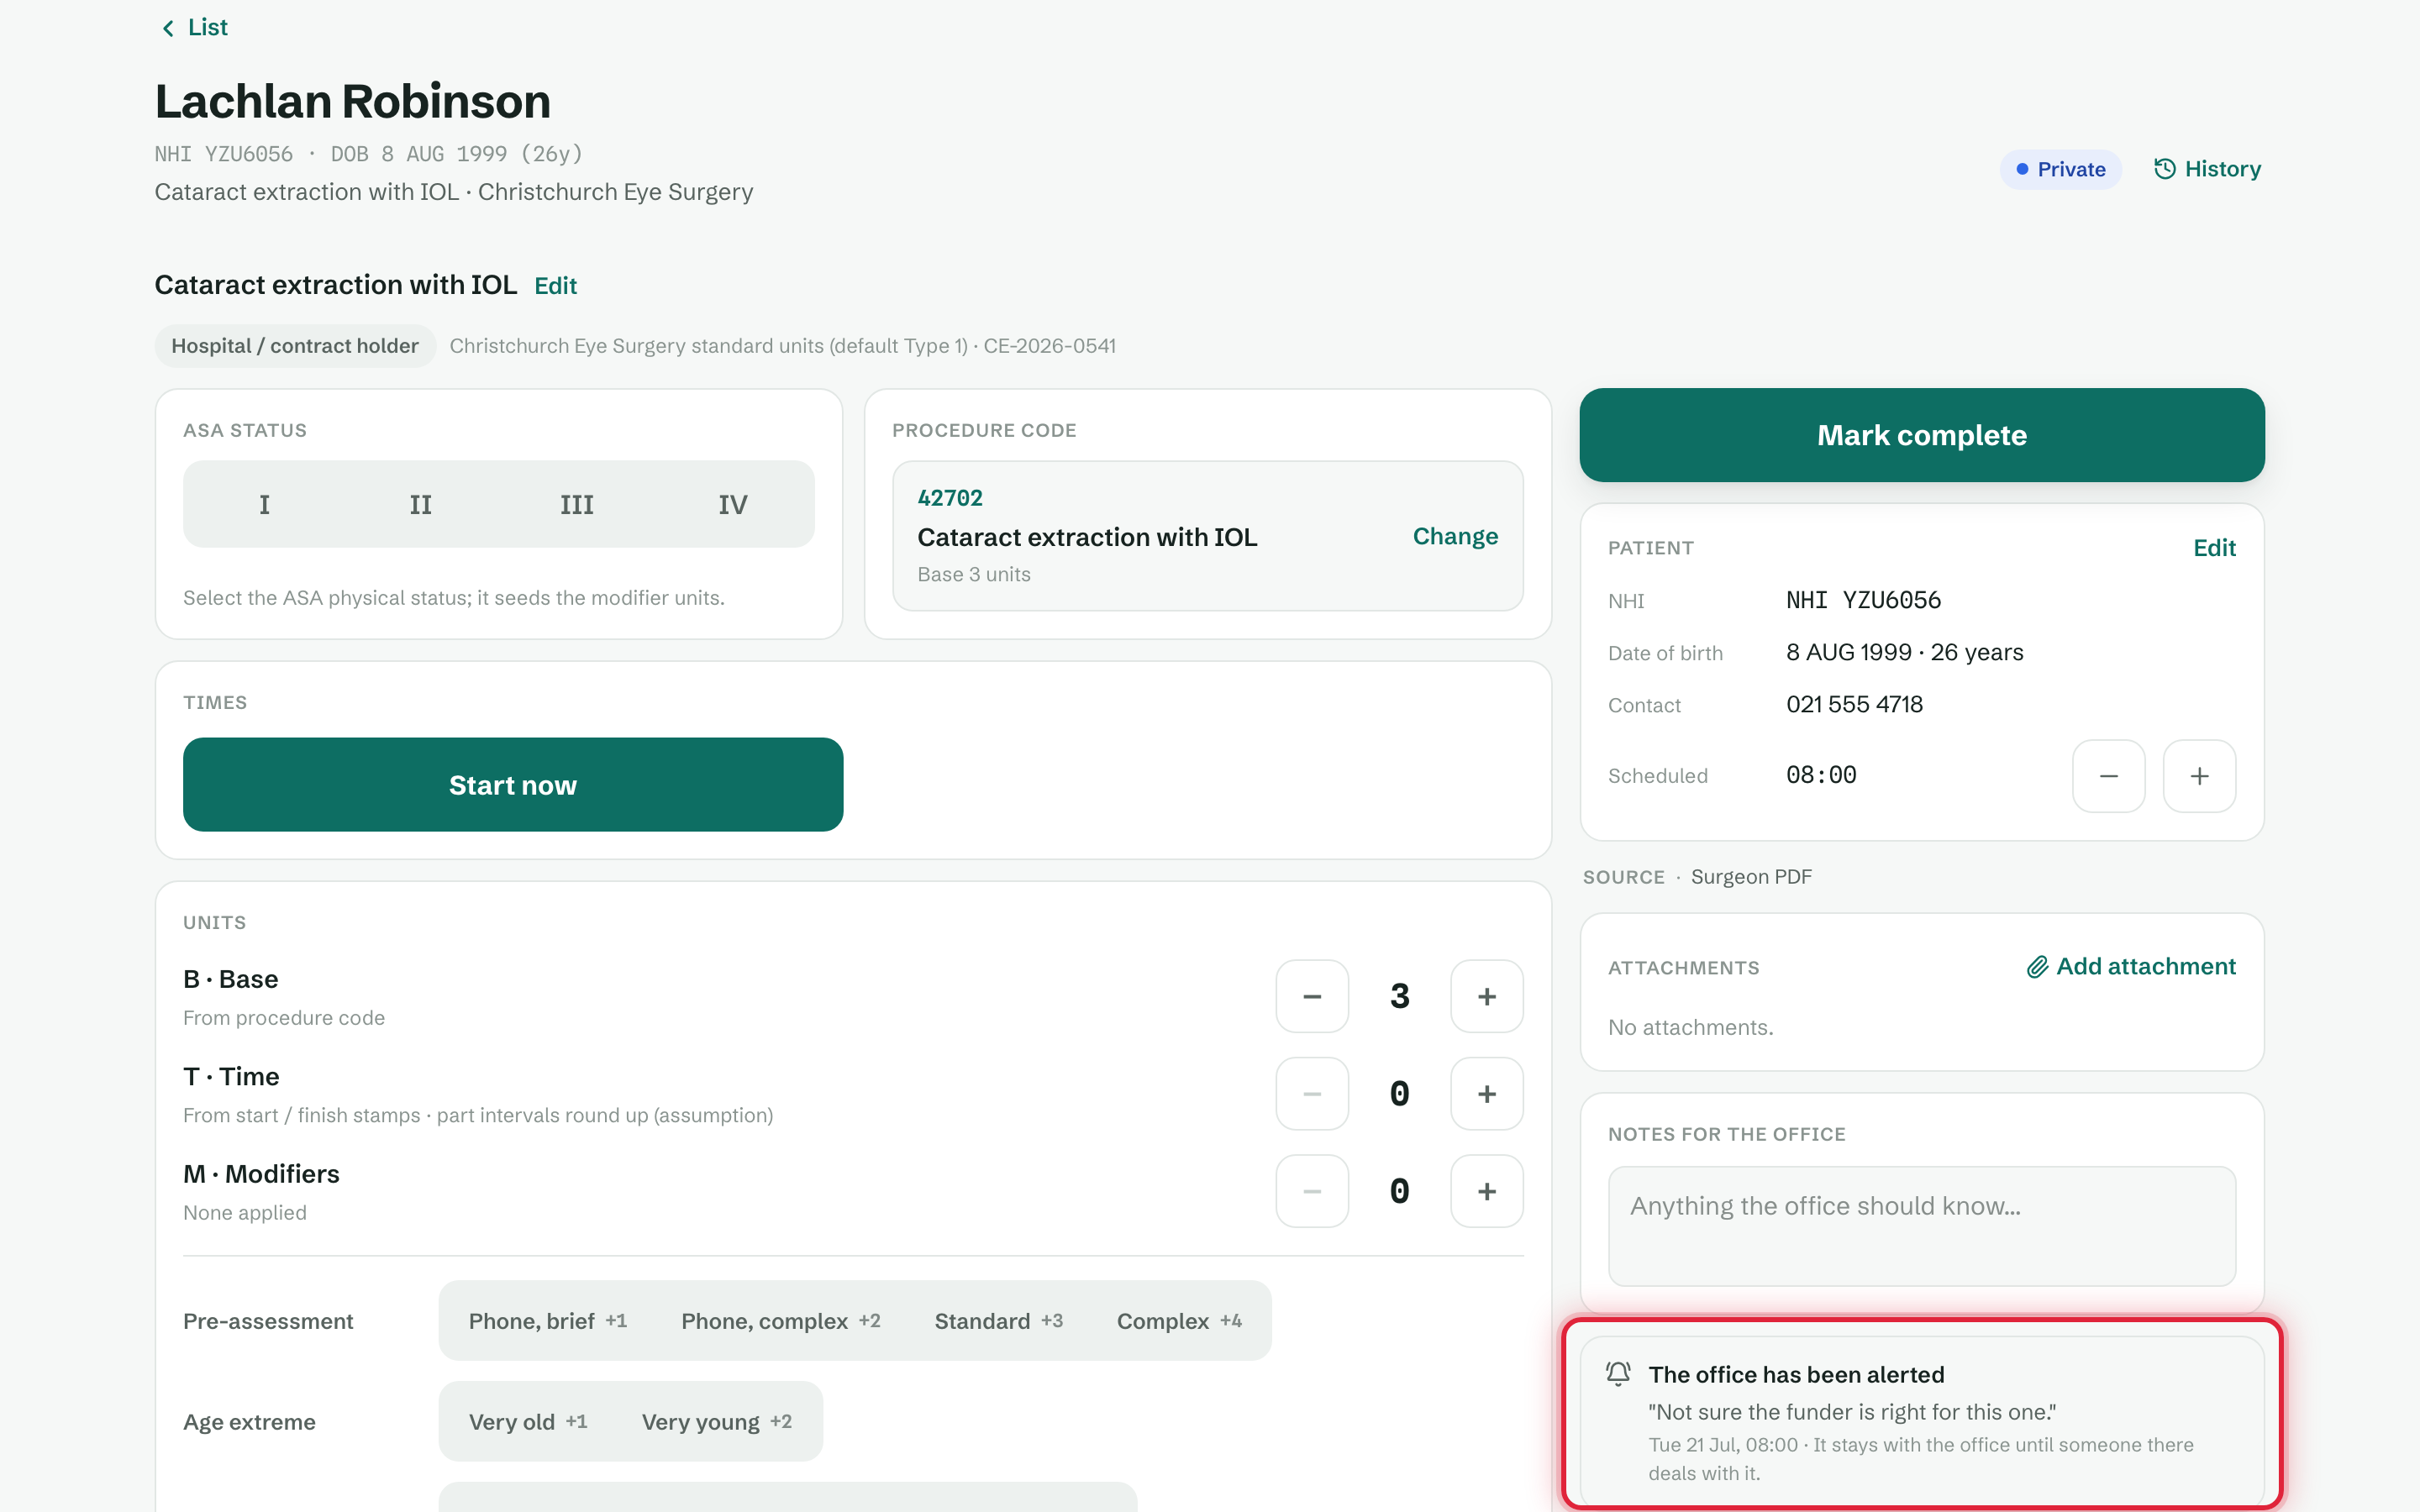 List
Lachlan Robinson
NHI YZU6056 · DOB 8 AUG 1999 (26y)
Cataract extraction with IOL · Christchurch Eye Surgery
Private
History
Cataract extraction with IOL Edit
Hospital / contract holder Christchurch Eye Surgery standard units (default Type 1) · CE-2026-0541
ASA STATUS
I II III IV
Select the ASA physical status; it seeds the modifier units.
PROCEDURE CODE
42702
Cataract extraction with IOL
Change
Base 3 units
TIMES
Start now
UNITS
B · Base
From procedure code
− 3 +
T · Time
From start / finish stamps · part intervals round up (assumption)
− 0 +
M · Modifiers
None applied
− 0 +
Pre-assessment
Phone, brief +1 Phone, complex +2 Standard +3 Complex +4
Age extreme
Very old +1 Very young +2
Mark complete
PATIENT
Edit
NHI NHI YZU6056
Date of birth 8 AUG 1999 · 26 years
Contact 021 555 4718
Scheduled 08:00 − +
SOURCE · Surgeon PDF
ATTACHMENTS
Add attachment
No attachments.
NOTES FOR THE OFFICE
Anything the office should know...
The office has been alerted
"Not sure the funder is right for this one."
Tue 21 Jul, 08:00 · It stays with the office until someone there
deals with it.